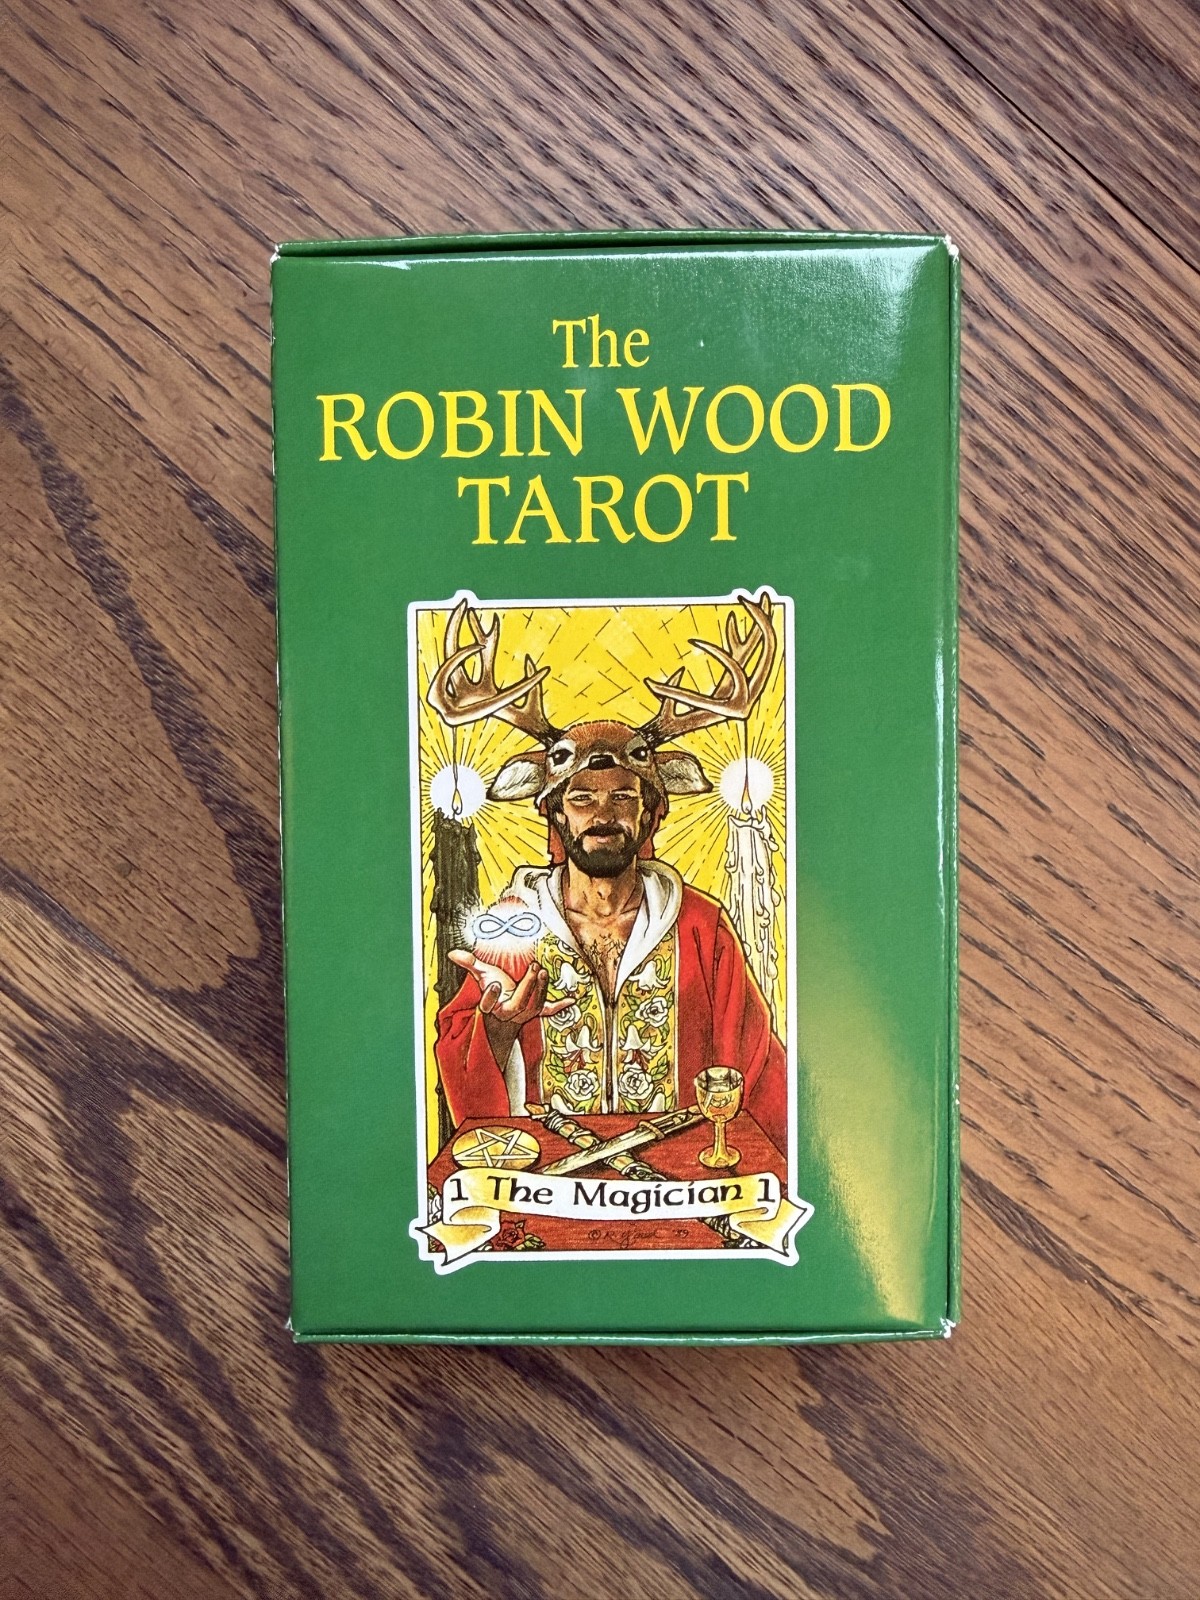 The
ROBIN WOOD
TAROT
1 The Magician 1